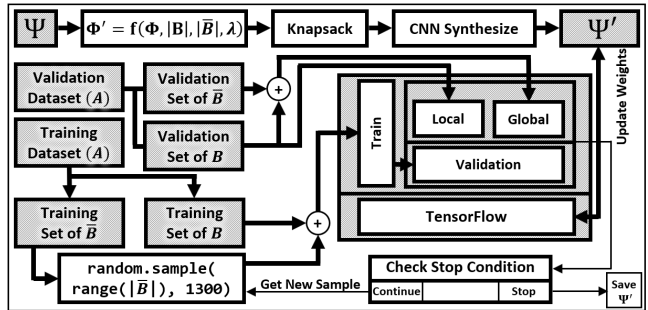 Ψ
Φ′ = f(Φ, |B|, |B̅|, λ)
Knapsack
CNN Synthesize
Ψ′
Validation
Dataset (A)
Validation
Set of B̅
+
Validation
Set of B
Training
Dataset (A)
Training
Set of B̅
Training
Set of B
+
random.sample(
range(|B̅|), 1300)
Train
Local
Global
Validation
TensorFlow
Update Weights
Check Stop Condition
Continue
Stop
Get New Sample
Save
Ψ′